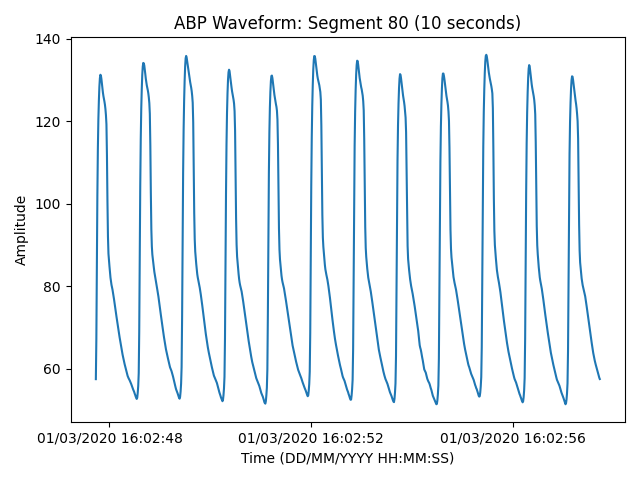 ABP Waveform: Segment 80 (10 seconds)
140
120
100
80
60
Amplitude
01/03/2020 16:02:48 01/03/2020 16:02:52 01/03/2020 16:02:56
Time (DD/MM/YYYY HH:MM:SS)